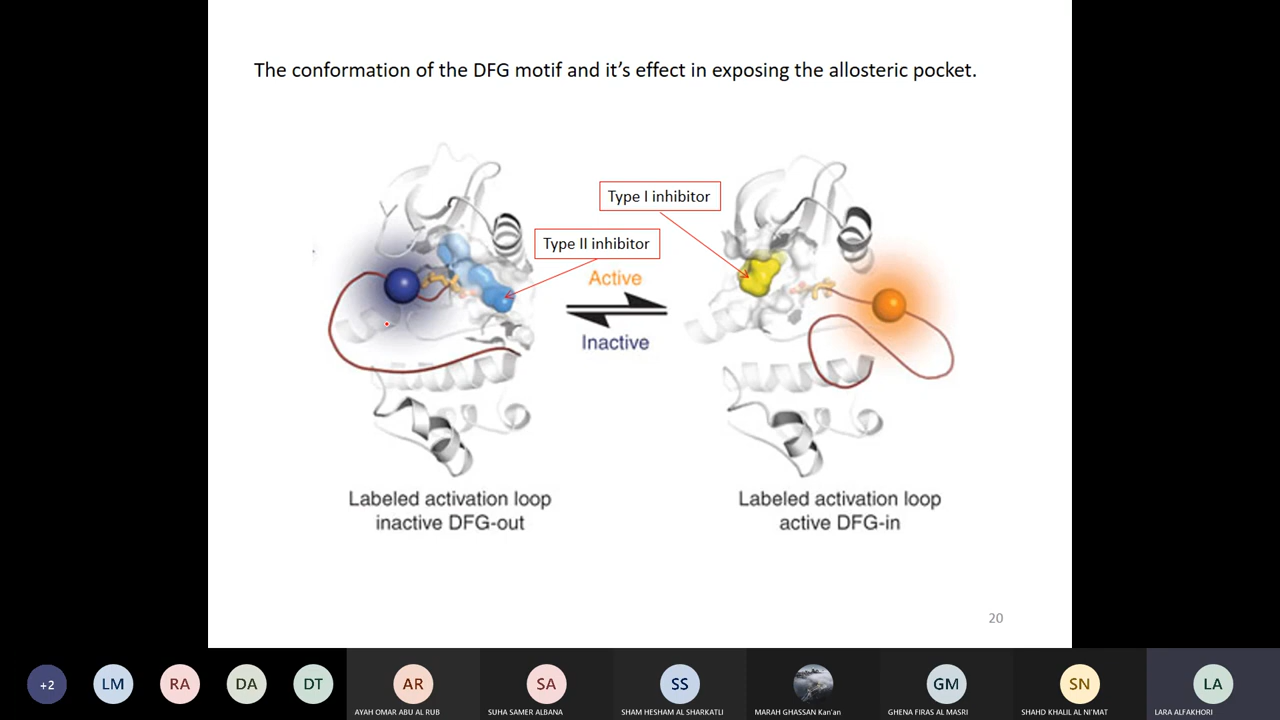 The conformation of the DFG motif and it's effect in exposing the allosteric pocket.
Type I inhibitor
Type II inhibitor
Active
Inactive
Labeled activation loop
inactive DFG-out
Labeled activation loop
active DFG-in
20
+2
LM
RA
DA
DT
AR
AYAH OMAR ABU AL RUB
SA
SUHA SAMER ALBANA
SS
SHAM HESHAM AL SHARKATLI
MARAH GHASSAN Kan'an
GM
GHENA FIRAS AL MASRI
SN
SHAHD KHALIL AL NI'MAT
LA
LARA ALFAKHORI